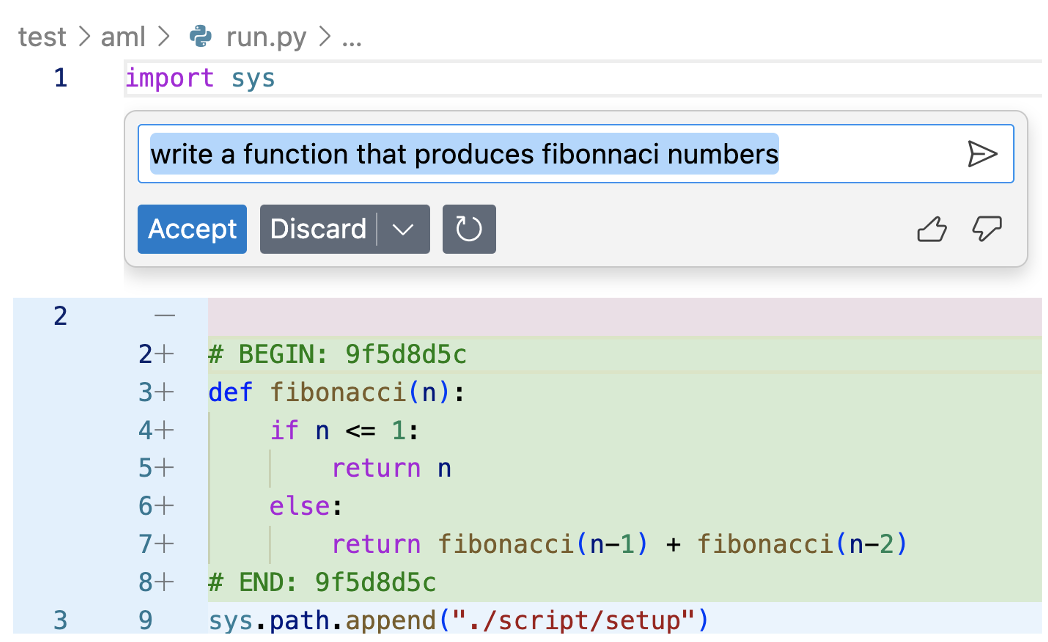 test > aml > run.py > ...
1 import sys
write a function that produces fibonnaci numbers
Accept Discard
2 —
2+ # BEGIN: 9f5d8d5c
3+ def fibonacci(n):
4+     if n <= 1:
5+         return n
6+     else:
7+         return fibonacci(n-1) + fibonacci(n-2)
8+ # END: 9f5d8d5c
3 9 sys.path.append("./script/setup")